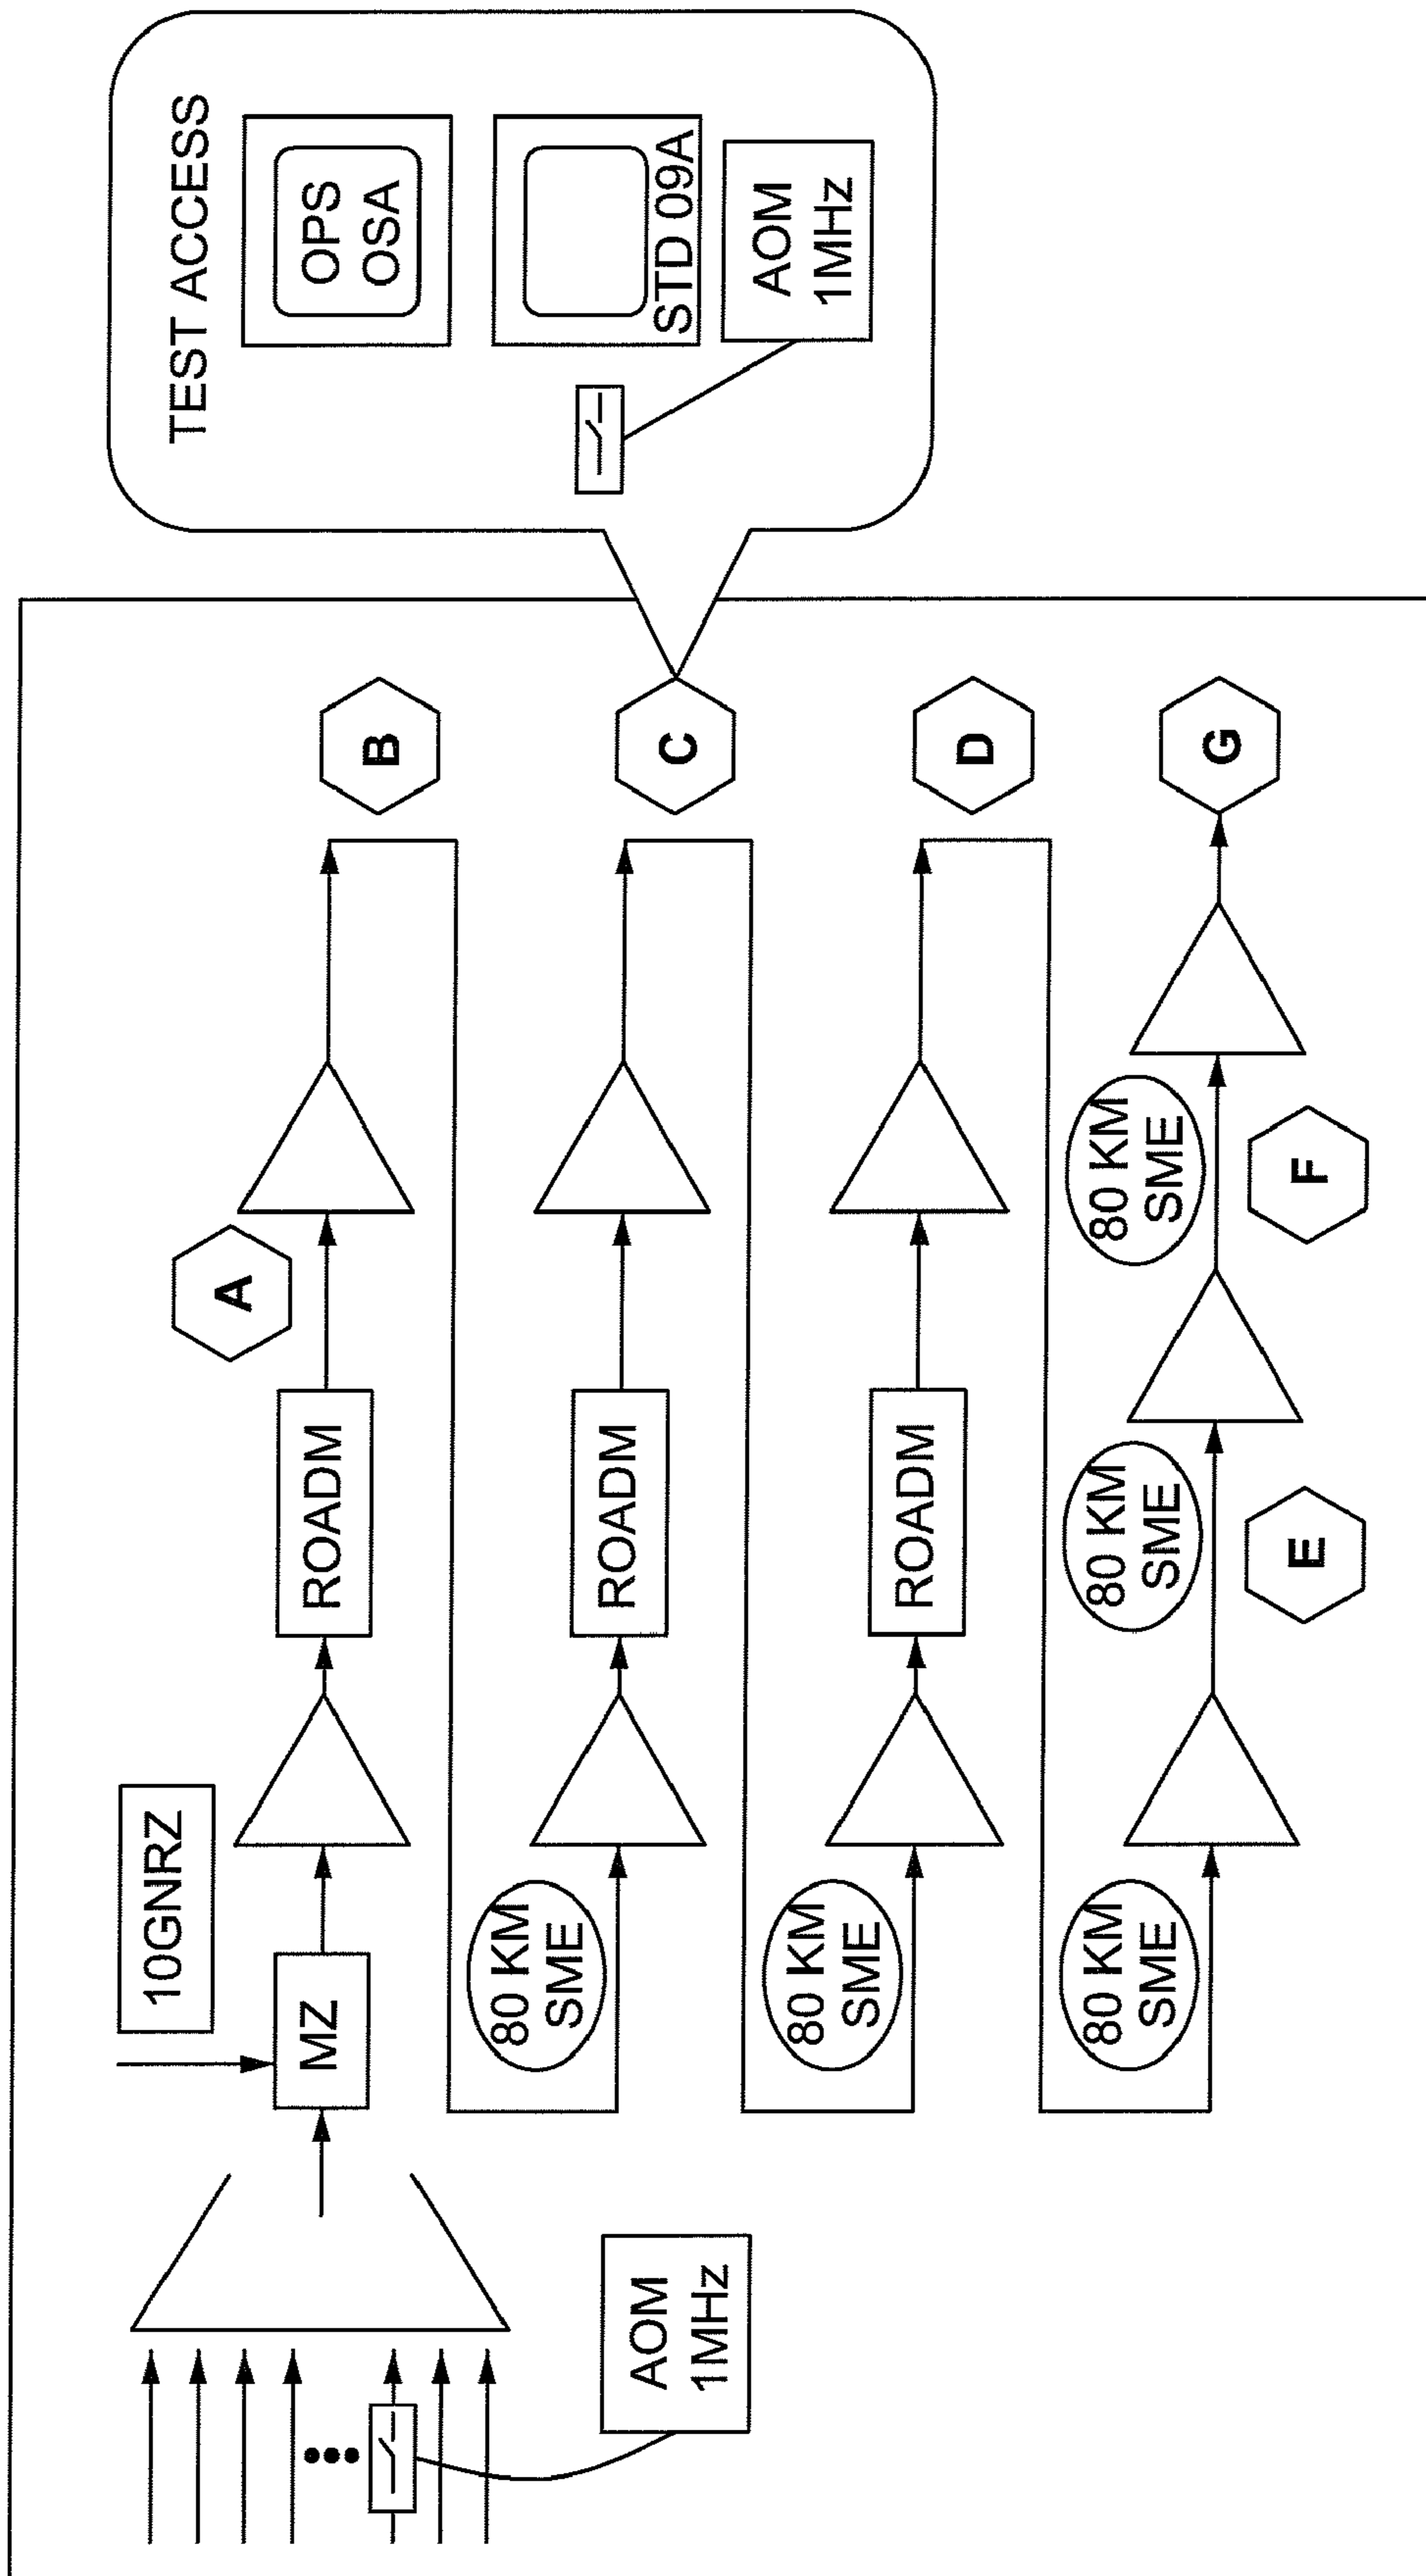 TEST ACCESS
OPS
OSA
STD 09A
AOM
1MHz
10GNRZ
MZ
ROADM
A
B
80 KM
SME
ROADM
C
80 KM
SME
ROADM
D
80 KM
SME
80 KM
SME
80 KM
SME
E
F
G
AOM
1MHz